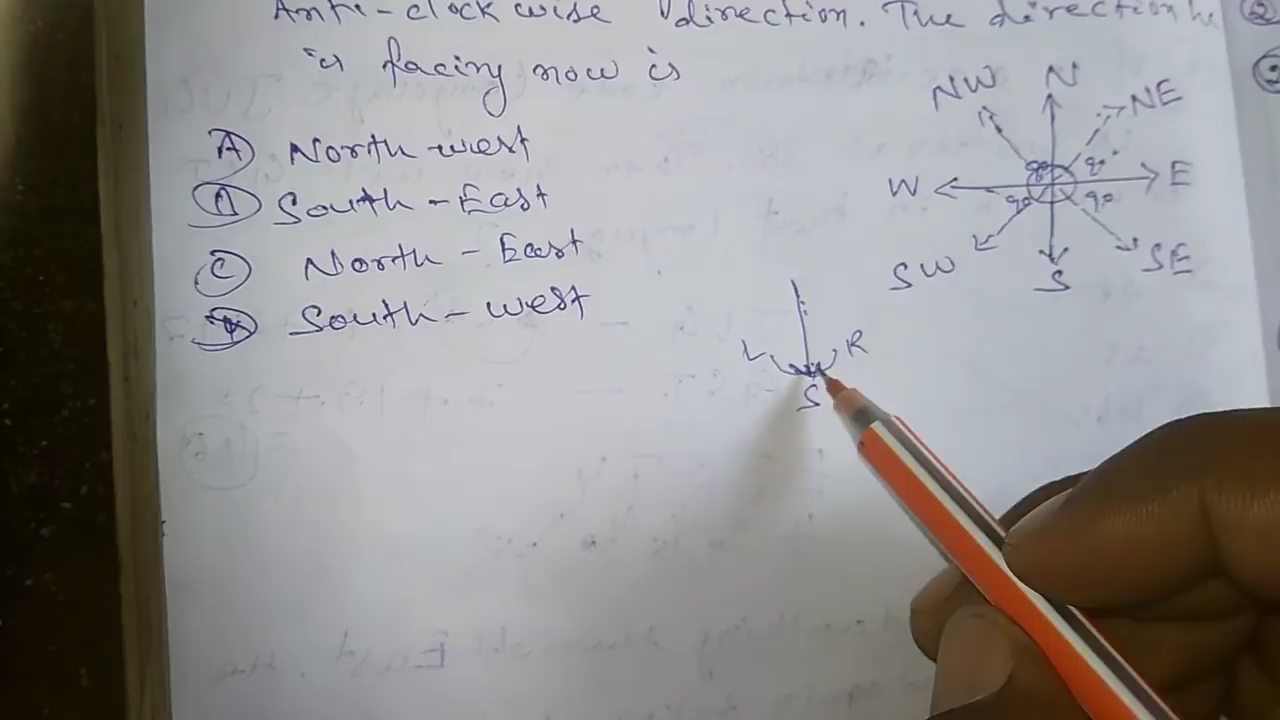 Anti-clock wise direction. The direction he
is facing now is
A North west
B South-East
C North-East
D South-west
NW N NE
90° 90°
W E
90 90
SW S SE
L R
S